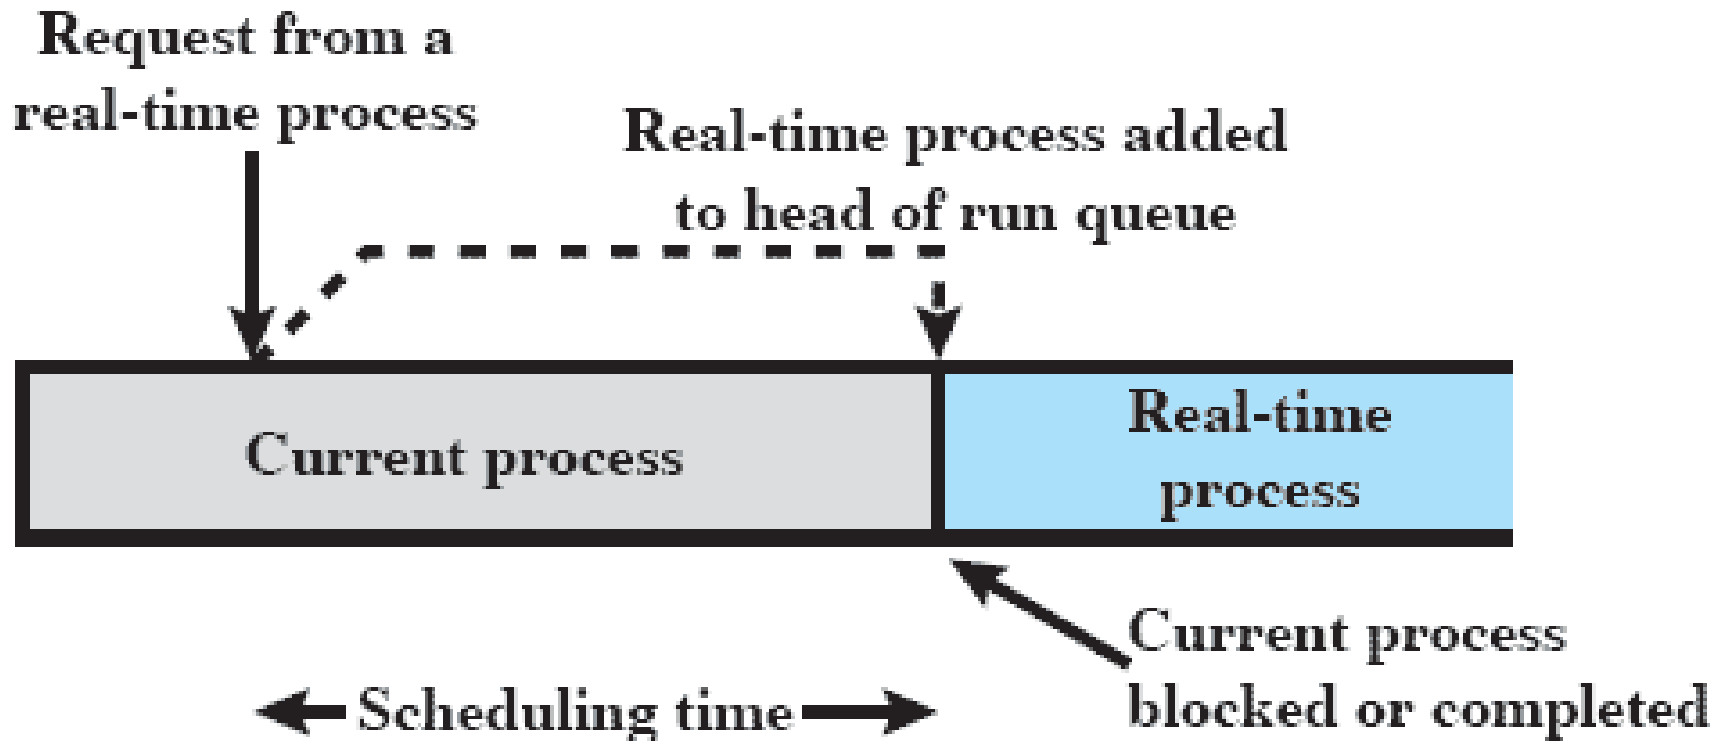 Request from a
real-time process
Real-time process added
to head of run queue
Current process
Real-time
process
Current process
blocked or completed
Scheduling time